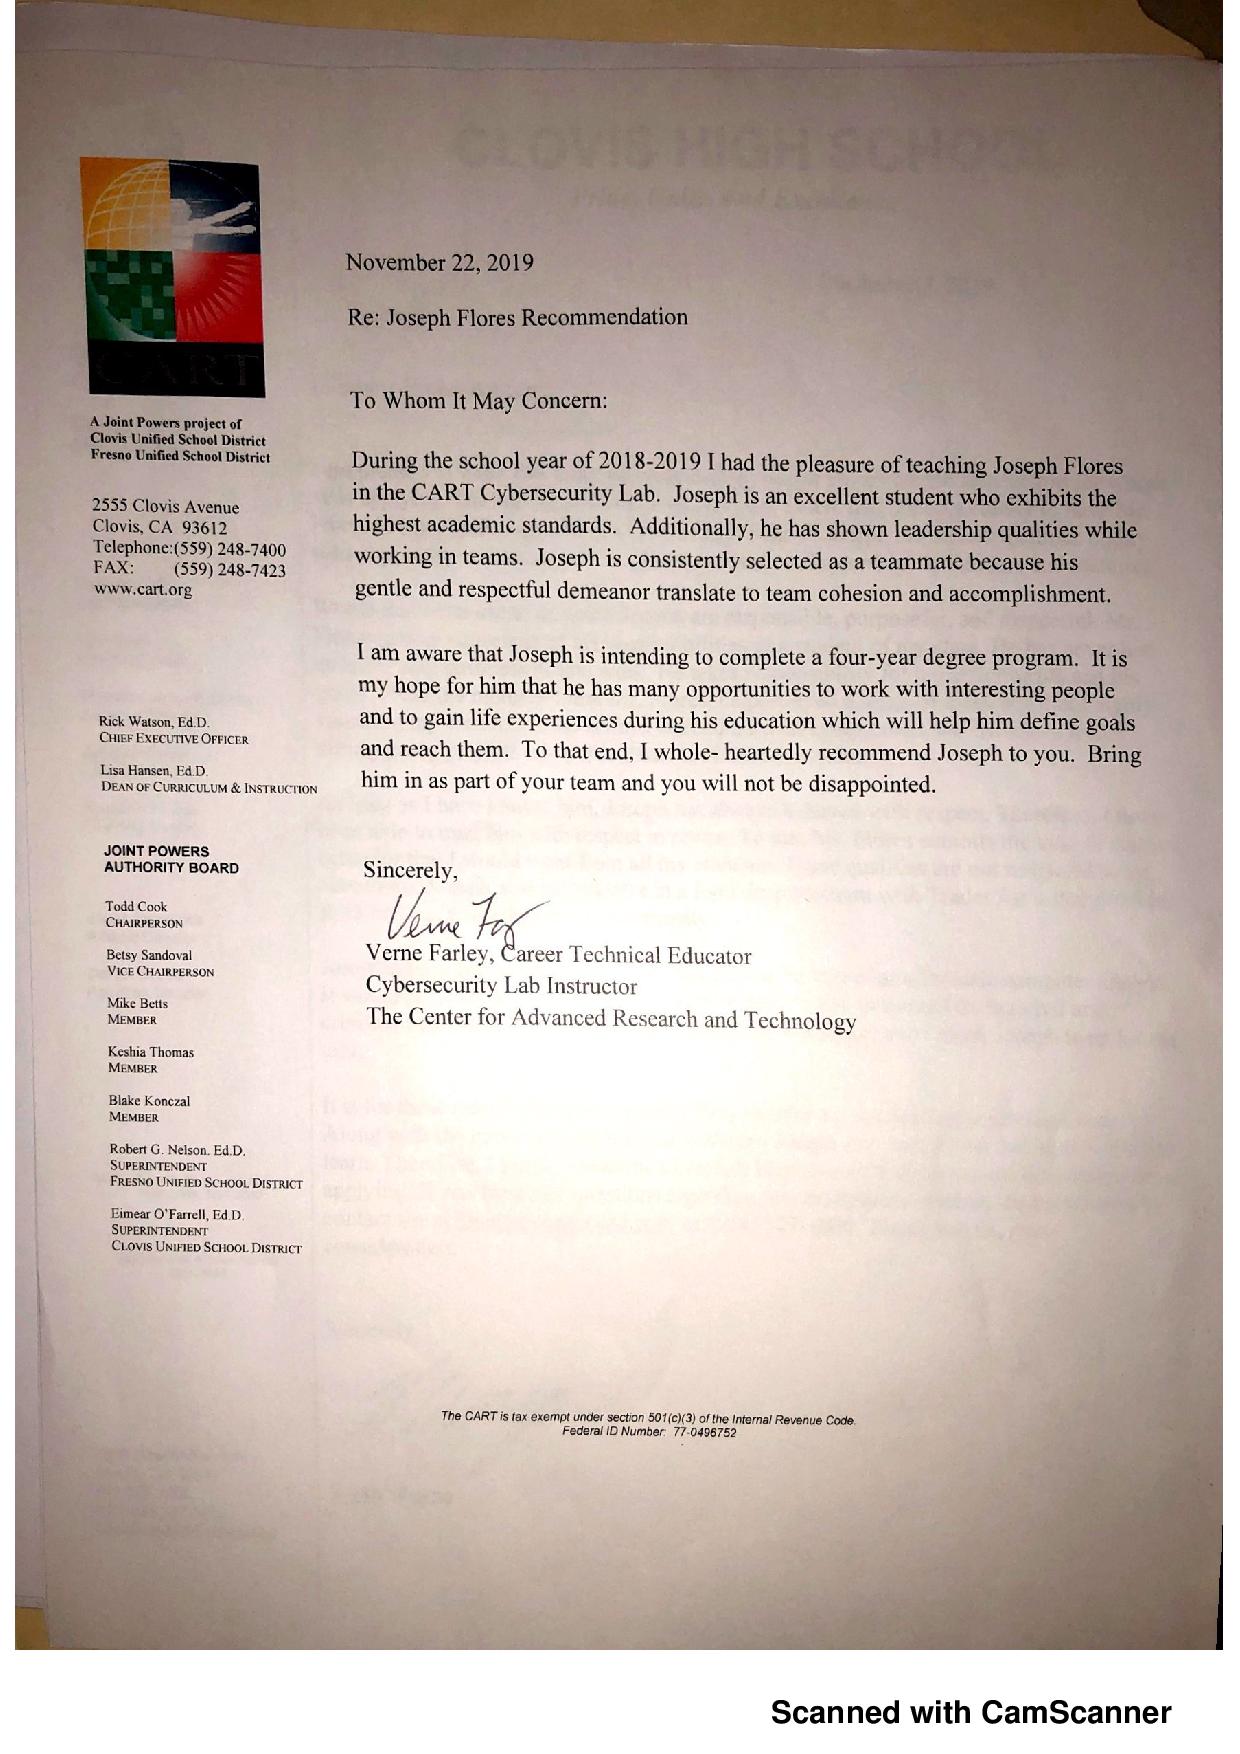 CLOVIS HIGH SCHOOL
CART
A Joint Powers project of
Clovis Unified School District
Fresno Unified School District
2555 Clovis Avenue
Clovis, CA 93612
Telephone:(559) 248-7400
FAX: (559) 248-7423
www.cart.org
Rick Watson, Ed.D.
CHIEF EXECUTIVE OFFICER
Lisa Hansen, Ed.D.
DEAN OF CURRICULUM & INSTRUCTION
JOINT POWERS
AUTHORITY BOARD
Todd Cook
CHAIRPERSON
Betsy Sandoval
VICE CHAIRPERSON
Mike Betts
MEMBER
Keshia Thomas
MEMBER
Blake Konczal
MEMBER
Robert G. Nelson, Ed.D.
SUPERINTENDENT
FRESNO UNIFIED SCHOOL DISTRICT
Eimear O'Farrell, Ed.D.
SUPERINTENDENT
CLOVIS UNIFIED SCHOOL DISTRICT
November 22, 2019
Re: Joseph Flores Recommendation
To Whom It May Concern:
During the school year of 2018-2019 I had the pleasure of teaching Joseph Flores
in the CART Cybersecurity Lab. Joseph is an excellent student who exhibits the
highest academic standards. Additionally, he has shown leadership qualities while
working in teams. Joseph is consistently selected as a teammate because his
gentle and respectful demeanor translate to team cohesion and accomplishment.
I am aware that Joseph is intending to complete a four-year degree program. It is
my hope for him that he has many opportunities to work with interesting people
and to gain life experiences during his education which will help him define goals
and reach them. To that end, I whole- heartedly recommend Joseph to you. Bring
him in as part of your team and you will not be disappointed.
Sincerely,
Verne Farley, Career Technical Educator
Cybersecurity Lab Instructor
The Center for Advanced Research and Technology
The CART is tax exempt under section 501(c)(3) of the Internal Revenue Code.
Federal ID Number: 77-0496752
Scanned with CamScanner